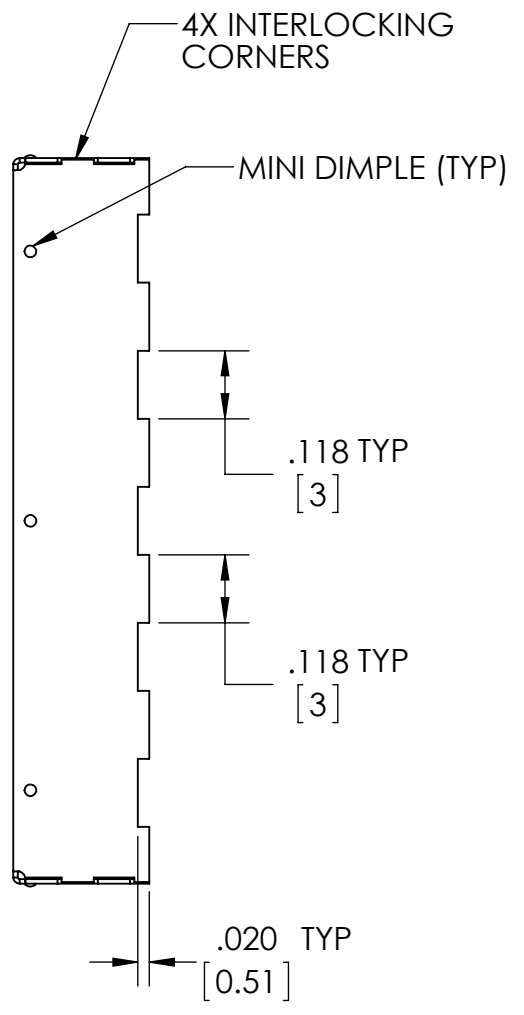 4X INTERLOCKING
CORNERS
MINI DIMPLE (TYP)
.118 TYP
[3]
.118 TYP
[3]
.020 TYP
[0.51]